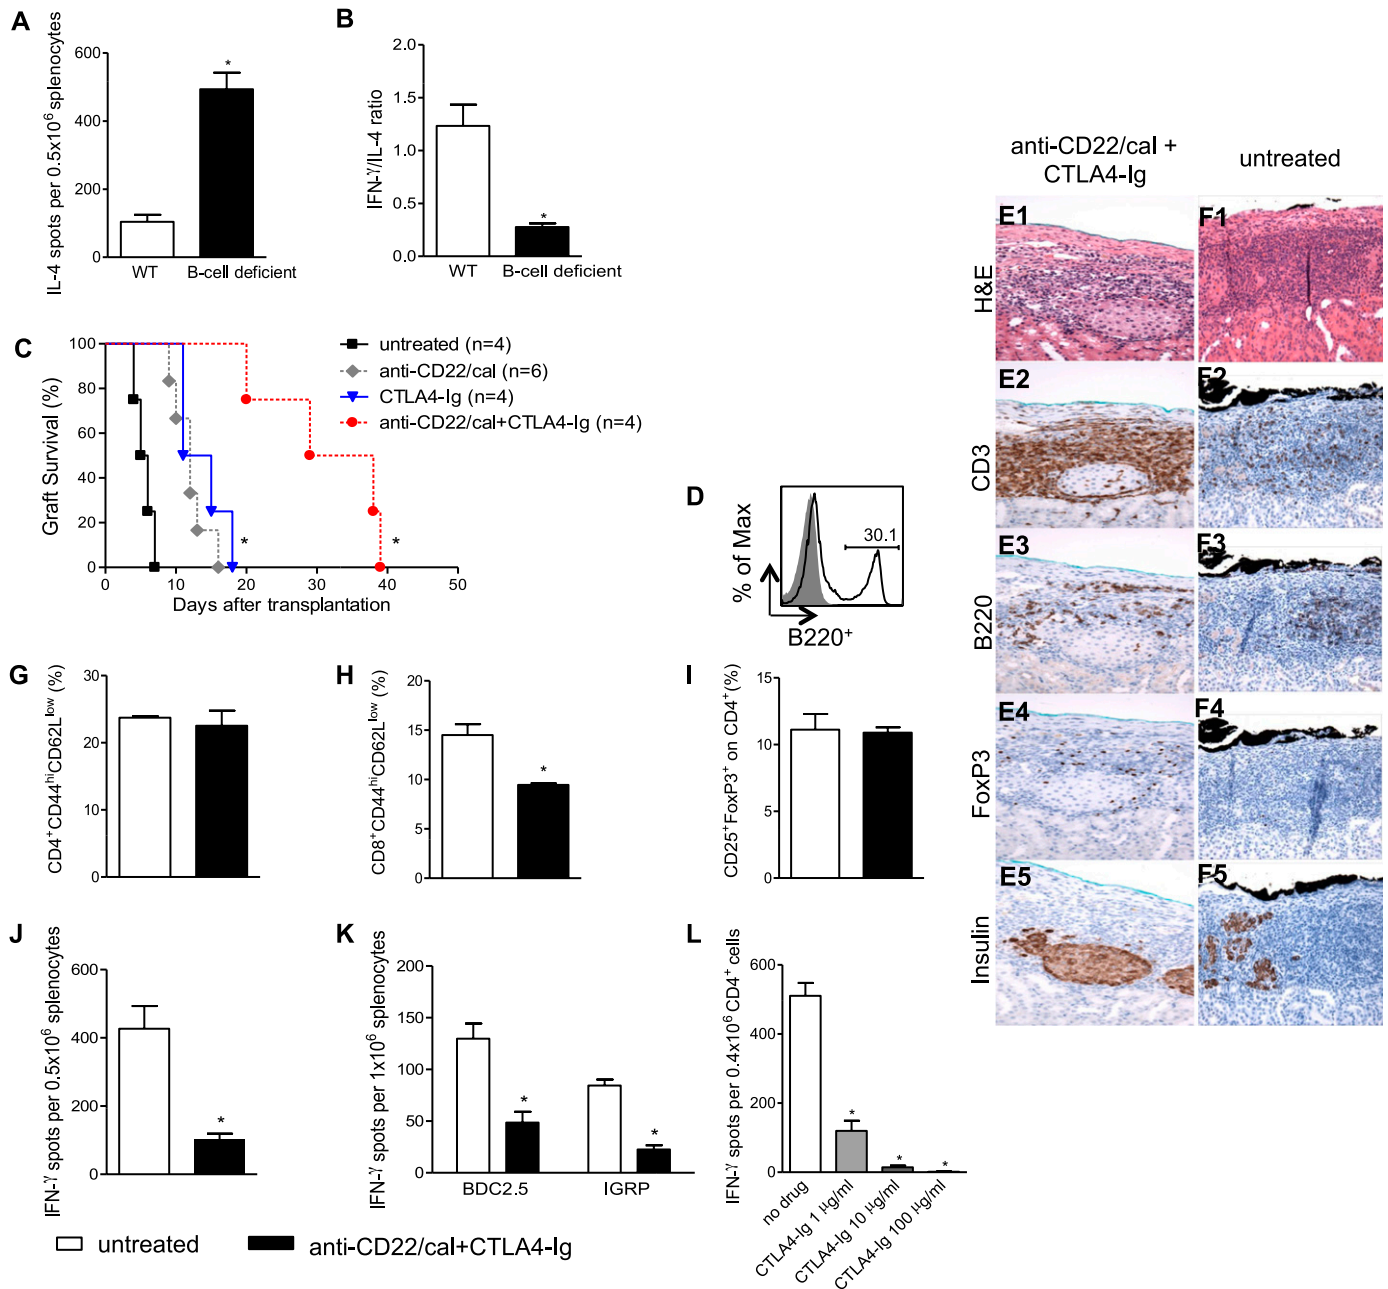 A
IL-4 spots per 0.5x10⁶ splenocytes
600
400
200
0
*
WT
B-cell deficient
B
IFN-γ/IL-4 ratio
2.0
1.5
1.0
0.5
0.0
*
WT
B-cell deficient
C
Graft Survival (%)
100
80
60
40
20
0
0
10
20
30
40
50
*
*
Days after transplantation
untreated (n=4)
anti-CD22/cal (n=6)
CTLA4-Ig (n=4)
anti-CD22/cal+CTLA4-Ig (n=4)
D
% of Max
30.1
B220⁺
anti-CD22/cal +
CTLA4-Ig
untreated
H&E
E1
F1
CD3
E2
F2
B220
E3
F3
FoxP3
E4
F4
Insulin
E5
F5
G
CD4⁺CD44ʰⁱCD62Lˡᵒʷ (%)
30
20
10
0
H
CD8⁺CD44ʰⁱCD62Lˡᵒʷ (%)
20
15
10
5
0
*
I
CD25⁺FoxP3⁺ on CD4⁺(%)
15
10
5
0
J
IFN-γ spots per 0.5x10⁶ splenocytes
600
400
200
0
*
K
IFN-γ spots per 1x10⁶ splenocytes
200
150
100
50
0
*
*
BDC2.5
IGRP
L
IFN-γ spots per 0.4x10⁶ CD4⁺ cells
600
400
200
0
*
*
*
no drug
CTLA4-Ig 1 µg/ml
CTLA4-Ig 10 µg/ml
CTLA4-Ig 100 µg/ml
untreated
anti-CD22/cal+CTLA4-Ig